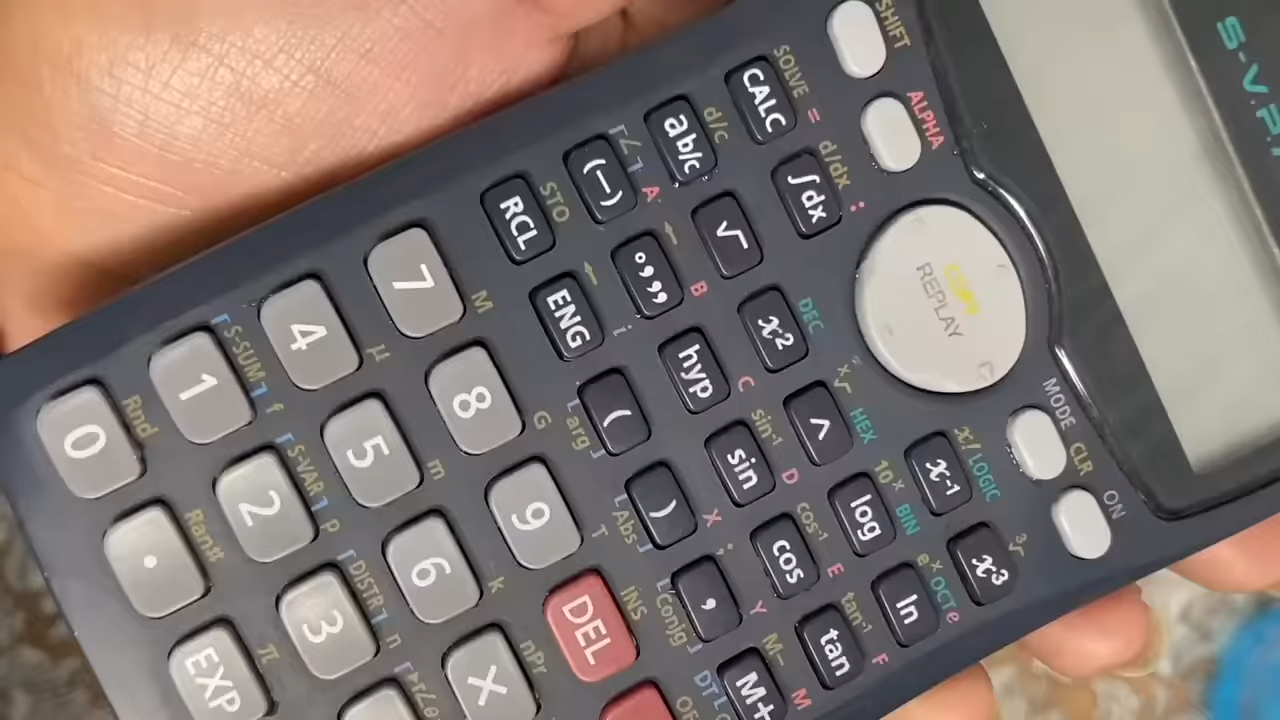 S-V.P.A
SHIFT
ALPHA
REPLAY
MODE CLR
ON
SOLVE =
d/dx :
CALC
∫dx
x! LOGIC
³√
x⁻¹
x³
d/c
DEC
ˣ√ HEX
10ˣ BIN
eˣ OCT e
ab/c
√
x²
^
log
ln
∠ A
← B
C
sin⁻¹ D
cos⁻¹ E
tan⁻¹ F
(−)
°,,,
hyp
sin
cos
tan
STO
← i
arg
Abs X
; Conjg Y
M− M
DT
RCL
ENG
(
)
,
M+
M
G
T
INS
7
8
9
DEL
μ
m
k
nPr
4
5
6
×
S-SUM f
S-VAR p
DISTR n
1
2
3
Rnd
Ran#
π
0
.
EXP